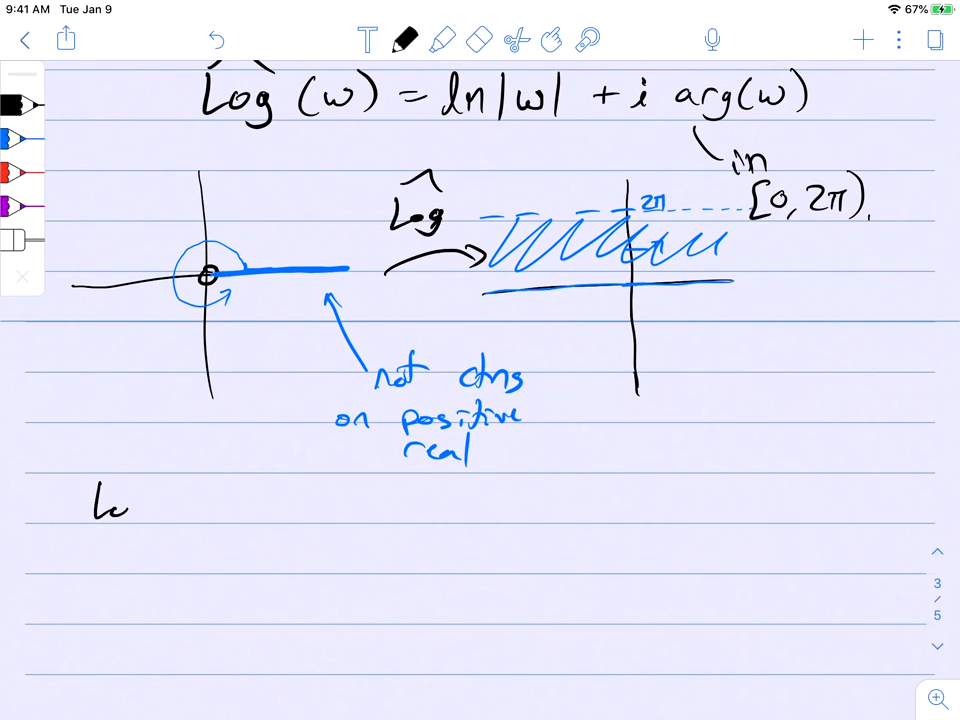 9:41 AM Tue Jan 9
67%
Log (w) = ln|w| + i arg(w)
in
[0, 2π).
Log
2π
not ctns
on positive
real
3
/
5